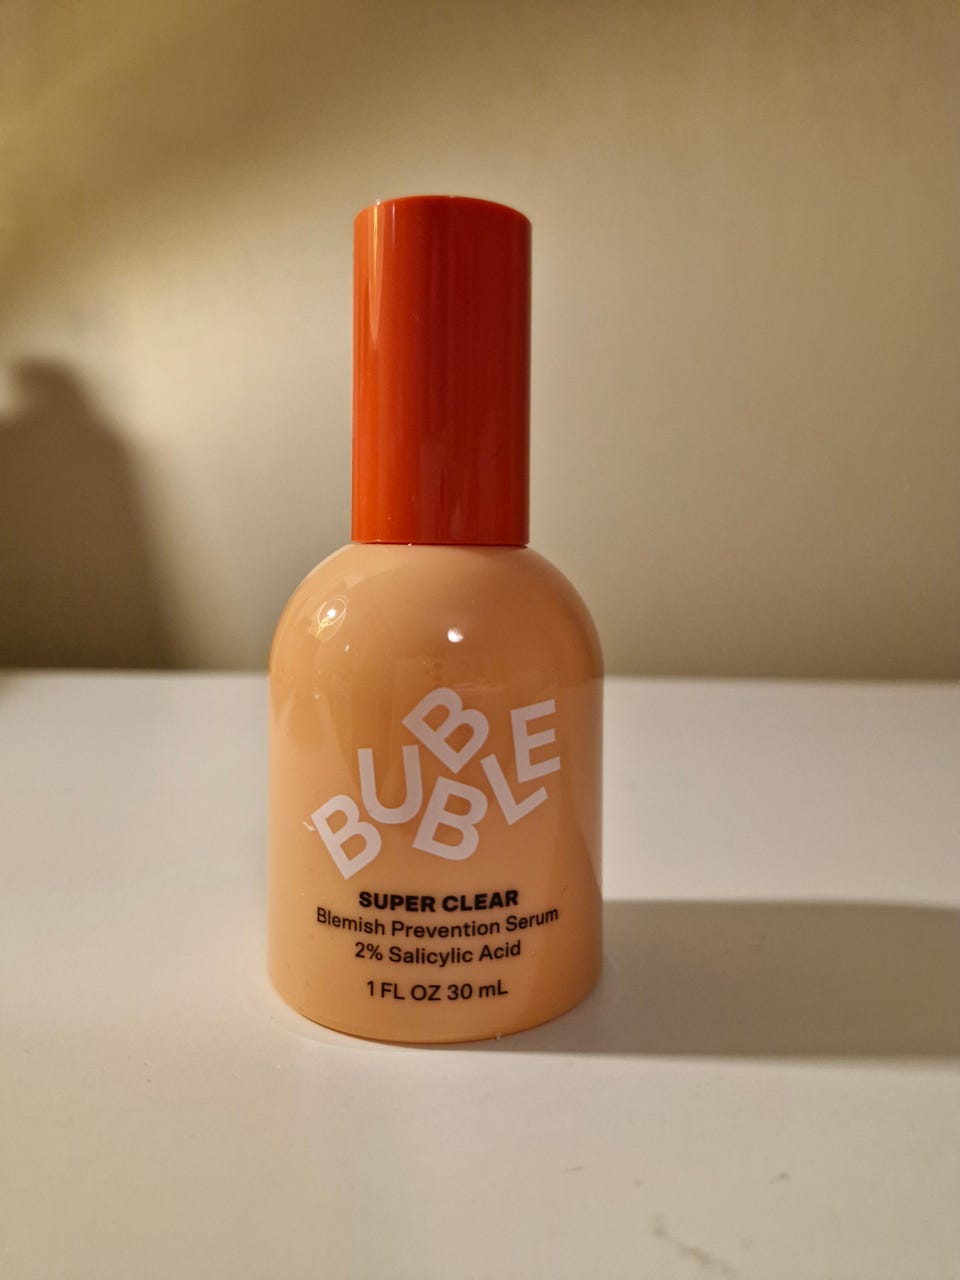 BUBBLE
SUPER CLEAR
Blemish Prevention Serum
2% Salicylic Acid
1 FL OZ 30 mL